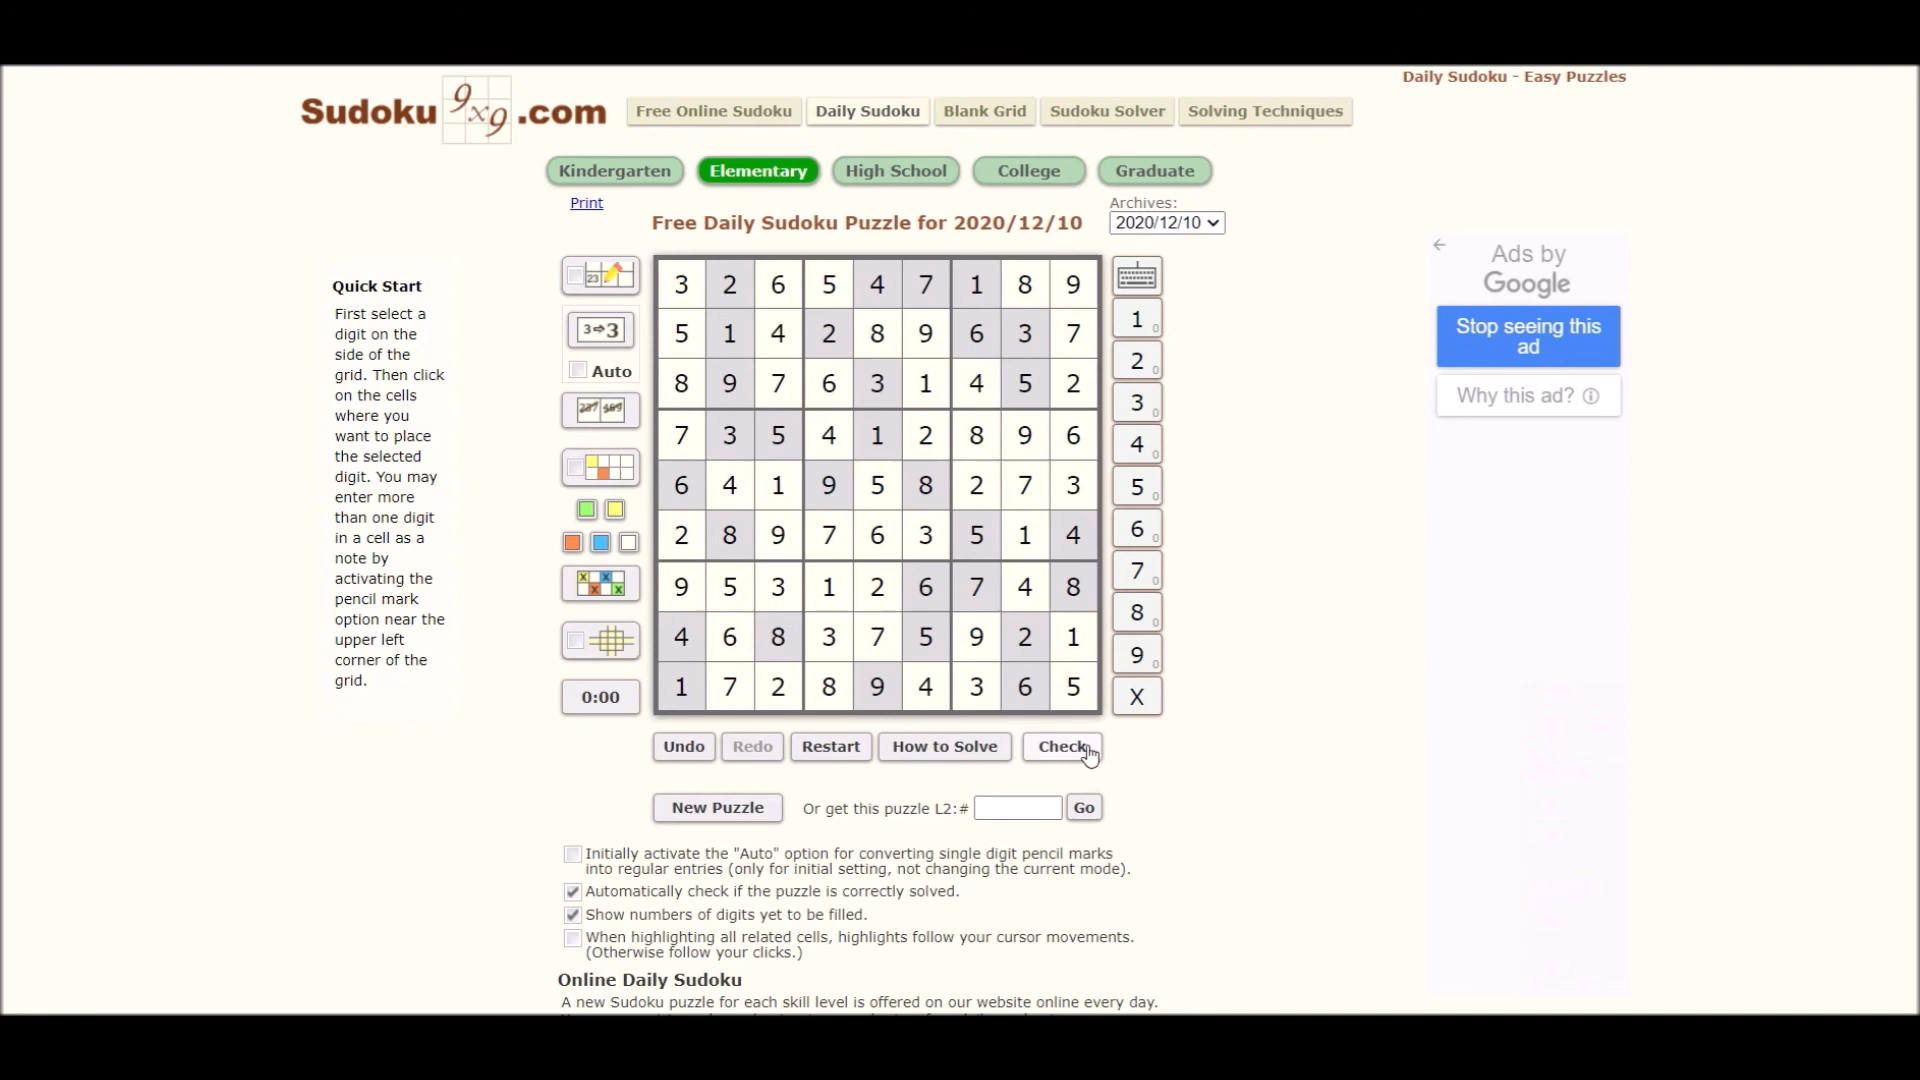 Daily Sudoku - Easy Puzzles
Sudoku 9x9 .com
Free Online Sudoku Daily Sudoku Blank Grid Sudoku Solver Solving Techniques
Kindergarten Elementary High School College Graduate
Print
Archives:
Free Daily Sudoku Puzzle for 2020/12/10
2020/12/10
Quick Start
First select a
digit on the
side of the
grid. Then click
on the cells
where you
want to place
the selected
digit. You may
enter more
than one digit
in a cell as a
note by
activating the
pencil mark
option near the
upper left
corner of the
grid.
23
3⇨3
Auto
X X
X X
0:00
3 2 6 5 4 7 1 8 9
5 1 4 2 8 9 6 3 7
8 9 7 6 3 1 4 5 2
7 3 5 4 1 2 8 9 6
6 4 1 9 5 8 2 7 3
2 8 9 7 6 3 5 1 4
9 5 3 1 2 6 7 4 8
4 6 8 3 7 5 9 2 1
1 7 2 8 9 4 3 6 5
1 0
2 0
3 0
4 0
5 0
6 0
7 0
8 0
9 0
X
Ads by
Google
Stop seeing this
ad
Why this ad?
Undo Redo Restart How to Solve Check
New Puzzle Or get this puzzle L2:# Go
Initially activate the "Auto" option for converting single digit pencil marks
into regular entries (only for initial setting, not changing the current mode).
Automatically check if the puzzle is correctly solved.
Show numbers of digits yet to be filled.
When highlighting all related cells, highlights follow your cursor movements.
(Otherwise follow your clicks.)
Online Daily Sudoku
A new Sudoku puzzle for each skill level is offered on our website online every day.